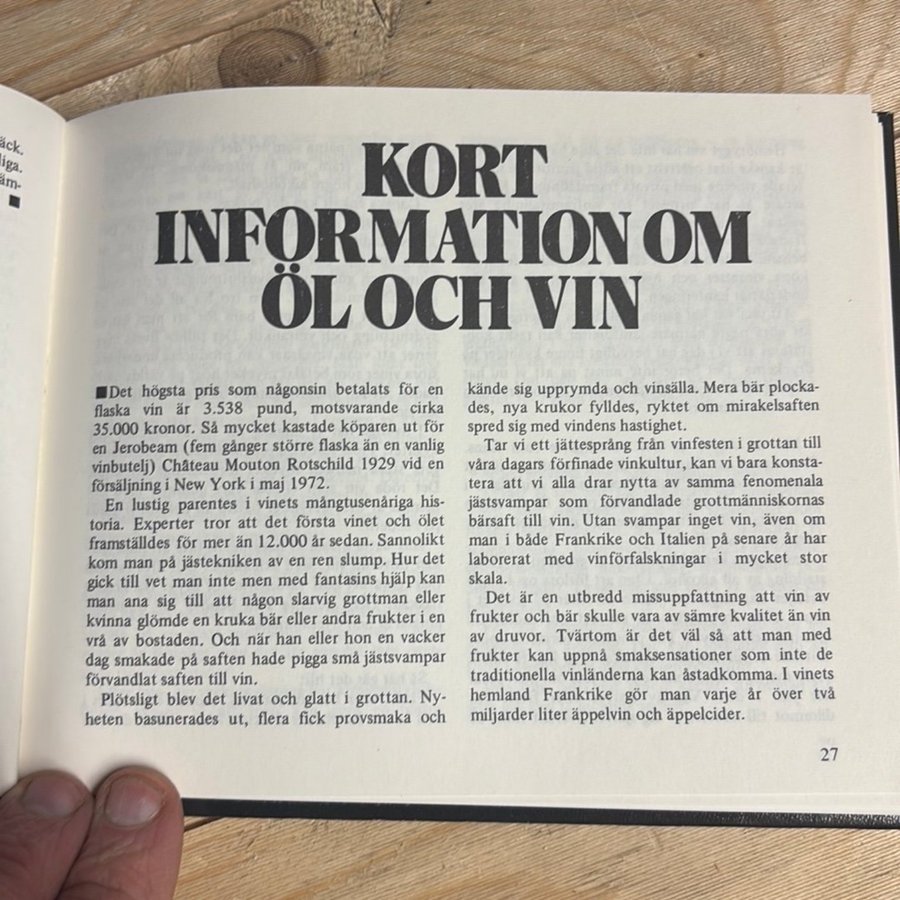 äck.
liga.
äm-
■
KORT
INFORMATION OM
ÖL OCH VIN
■Det högsta pris som någonsin betalats för en
flaska vin är 3.538 pund, motsvarande cirka
35.000 kronor. Så mycket kastade köparen ut för
en Jerobeam (fem gånger större flaska än en vanlig
vinbutelj) Château Mouton Rotschild 1929 vid en
försäljning i New York i maj 1972.
En lustig parentes i vinets mångtusenåriga his-
toria. Experter tror att det första vinet och ölet
framställdes för mer än 12.000 år sedan. Sannolikt
kom man på jästekniken av en ren slump. Hur det
gick till vet man inte men med fantasins hjälp kan
man ana sig till att någon slarvig grottman eller
kvinna glömde en kruka bär eller andra frukter i en
vrå av bostaden. Och när han eller hon en vacker
dag smakade på saften hade pigga små jästsvampar
förvandlat saften till vin.
Plötsligt blev det livat och glatt i grottan. Ny-
heten basunerades ut, flera fick provsmaka och
kände sig upprymda och vinsälla. Mera bär plocka-
des, nya krukor fylldes, ryktet om mirakelsaften
spred sig med vindens hastighet.
Tar vi ett jättesprång från vinfesten i grottan till
våra dagars förfinade vinkultur, kan vi bara konsta-
tera att vi alla drar nytta av samma fenomenala
jästsvampar som förvandlade grottmänniskornas
bärsaft till vin. Utan svampar inget vin, även om
man i både Frankrike och Italien på senare år har
laborerat med vinförfalskningar i mycket stor
skala.
Det är en utbredd missuppfattning att vin av
frukter och bär skulle vara av sämre kvalitet än vin
av druvor. Tvärtom är det väl så att man med
frukter kan uppnå smaksensationer som inte de
traditionella vinländerna kan åstadkomma. I vinets
hemland Frankrike gör man varje år över två
miljarder liter äppelvin och äppelcider.
27